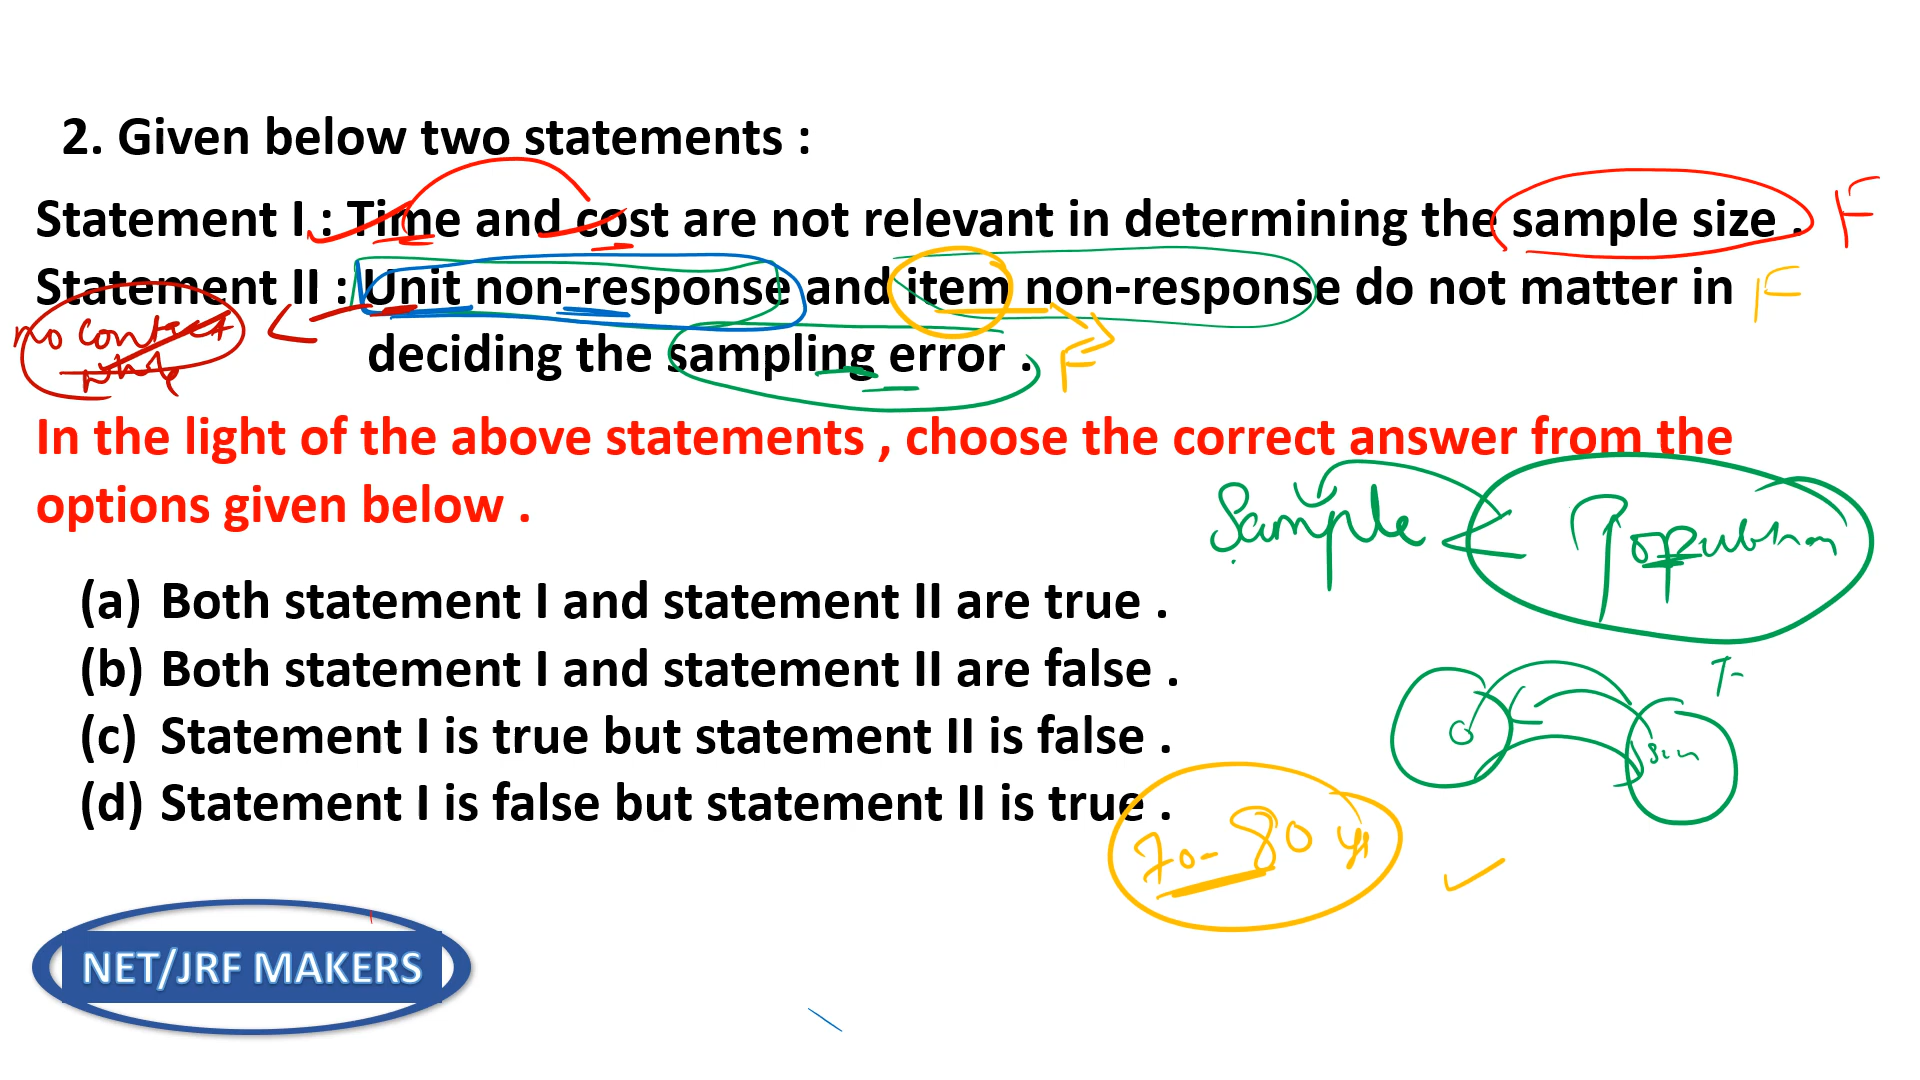 2. Given below two statements :
Statement I : Time and cost are not relevant in determining the sample size . F
Statement II : Unit non-response and item non-response do not matter in F
no contact
deciding the sampling error . F
In the light of the above statements , choose the correct answer from the
options given below .
Sample Population
(a) Both statement I and statement II are true .
(b) Both statement I and statement II are false .
(c) Statement I is true but statement II is false .
(d) Statement I is false but statement II is true .
70-80
NET/JRF MAKERS